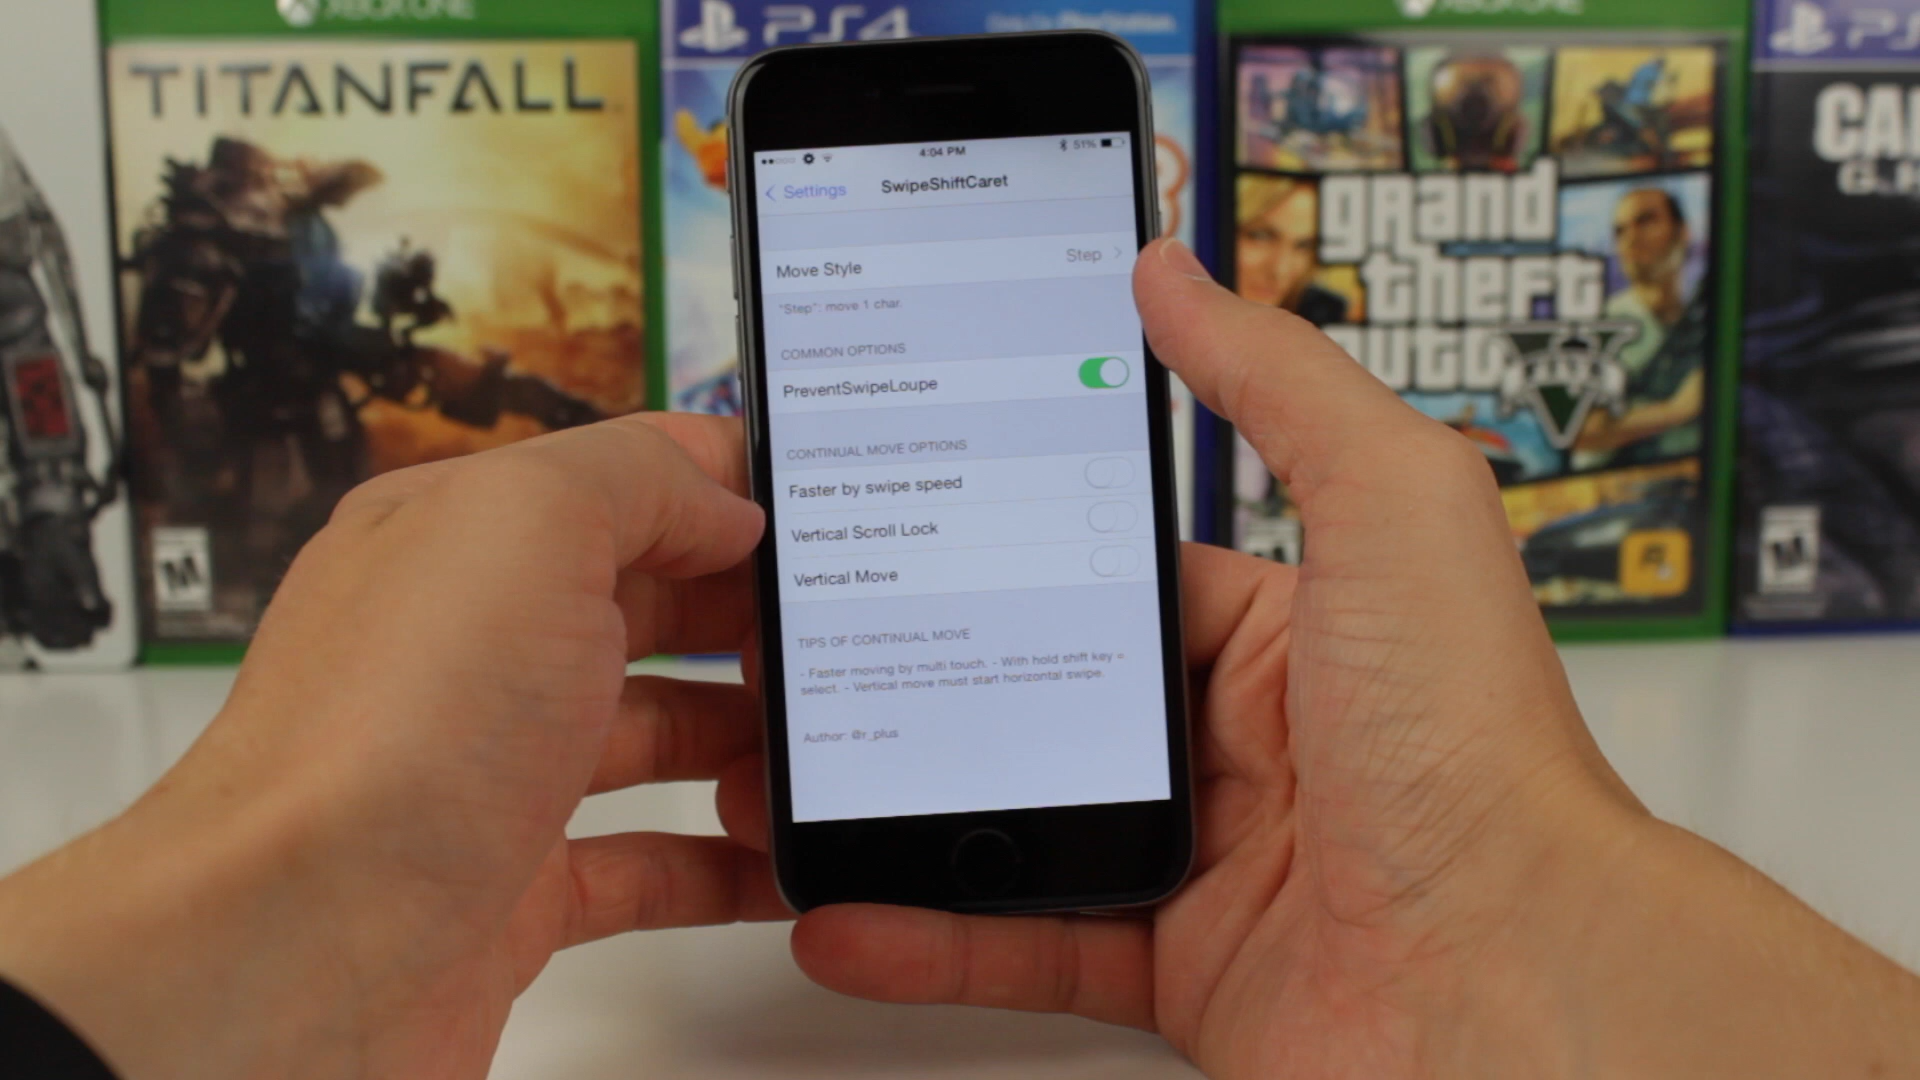 XBOX ONE
TITANFALL
M
PS4
XBOX ONE
grand
theft
auto
V
PS
CAL
G.H
M
4:04 PM
51%
Settings
SwipeShiftCaret
Move Style
Step
"Step": move 1 char.
COMMON OPTIONS
PreventSwipeLoupe
CONTINUAL MOVE OPTIONS
Faster by swipe speed
Vertical Scroll Lock
Vertical Move
TIPS OF CONTINUAL MOVE
- Faster moving by multi touch. - With hold shift key =
select. - Vertical move must start horizontal swipe.
Author: @r_plus